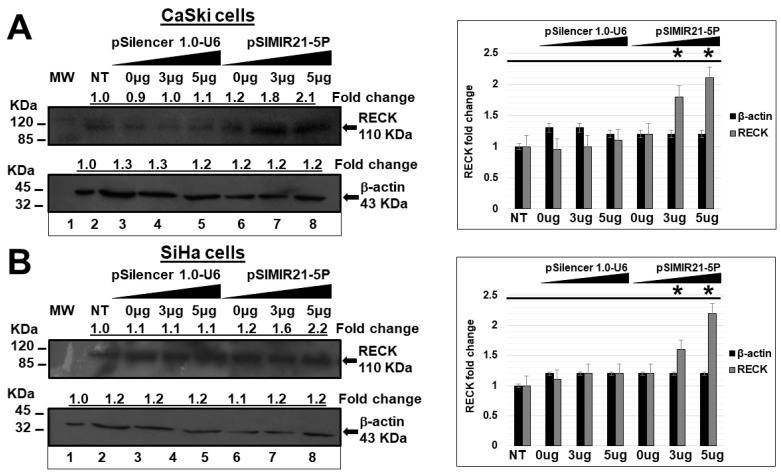 A
CaSki cells
pSilencer 1.0-U6 pSIMIR21-5P
MW NT 0µg 3µg 5µg 0µg 3µg 5µg
1.0 0.9 1.0 1.1 1.2 1.8 2.1 Fold change
KDa
120
85
RECK
110 KDa
1.0 1.3 1.3 1.2 1.2 1.2 1.2 Fold change
KDa
45
32
β-actin
43 KDa
1 2 3 4 5 6 7 8
pSilencer 1.0-U6 pSIMIR21-5P
* *
RECK fold change
2.5
2
1.5
1
0.5
0
NT 0ug 3ug 5ug 0ug 3ug 5ug
β-actin
RECK
B
SiHa cells
pSilencer 1.0-U6 pSIMIR21-5P
MW NT 0µg 3µg 5µg 0µg 3µg 5µg
1.0 1.1 1.1 1.1 1.2 1.6 2.2 Fold change
KDa
120
85
RECK
110 KDa
1.0 1.2 1.2 1.2 1.1 1.2 1.2 Fold change
KDa
45
32
β-actin
43 KDa
1 2 3 4 5 6 7 8
pSilencer 1.0-U6 pSIMIR21-5P
* *
RECK fold change
2.5
2
1.5
1
0.5
0
NT 0ug 3ug 5ug 0ug 3ug 5ug
β-actin
RECK